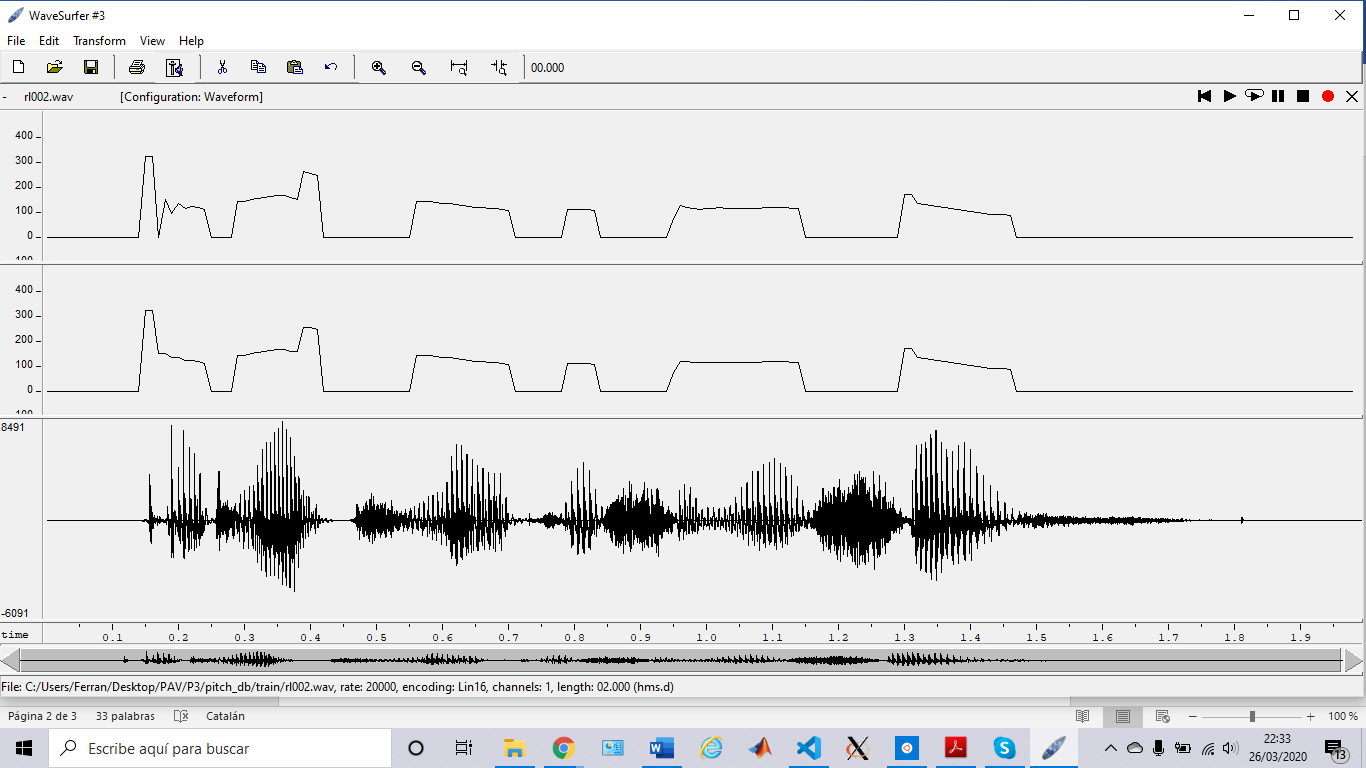 WaveSurfer #3
File Edit Transform View Help
00.000
- rl002.wav [Configuration: Waveform]
400
300
200
100
0
100
400
300
200
100
0
100
8491
-6091
time 0.1 0.2 0.3 0.4 0.5 0.6 0.7 0.8 0.9 1.0 1.1 1.2 1.3 1.4 1.5 1.6 1.7 1.8 1.9
File: C:/Users/Ferran/Desktop/PAV/P3/pitch_db/train/rl002.wav, rate: 20000, encoding: Lin16, channels: 1, length: 02.000 (hms.d)
Página 2 de 3 33 palabras Catalán 100 %
Escribe aquí para buscar
22:33
26/03/2020
13